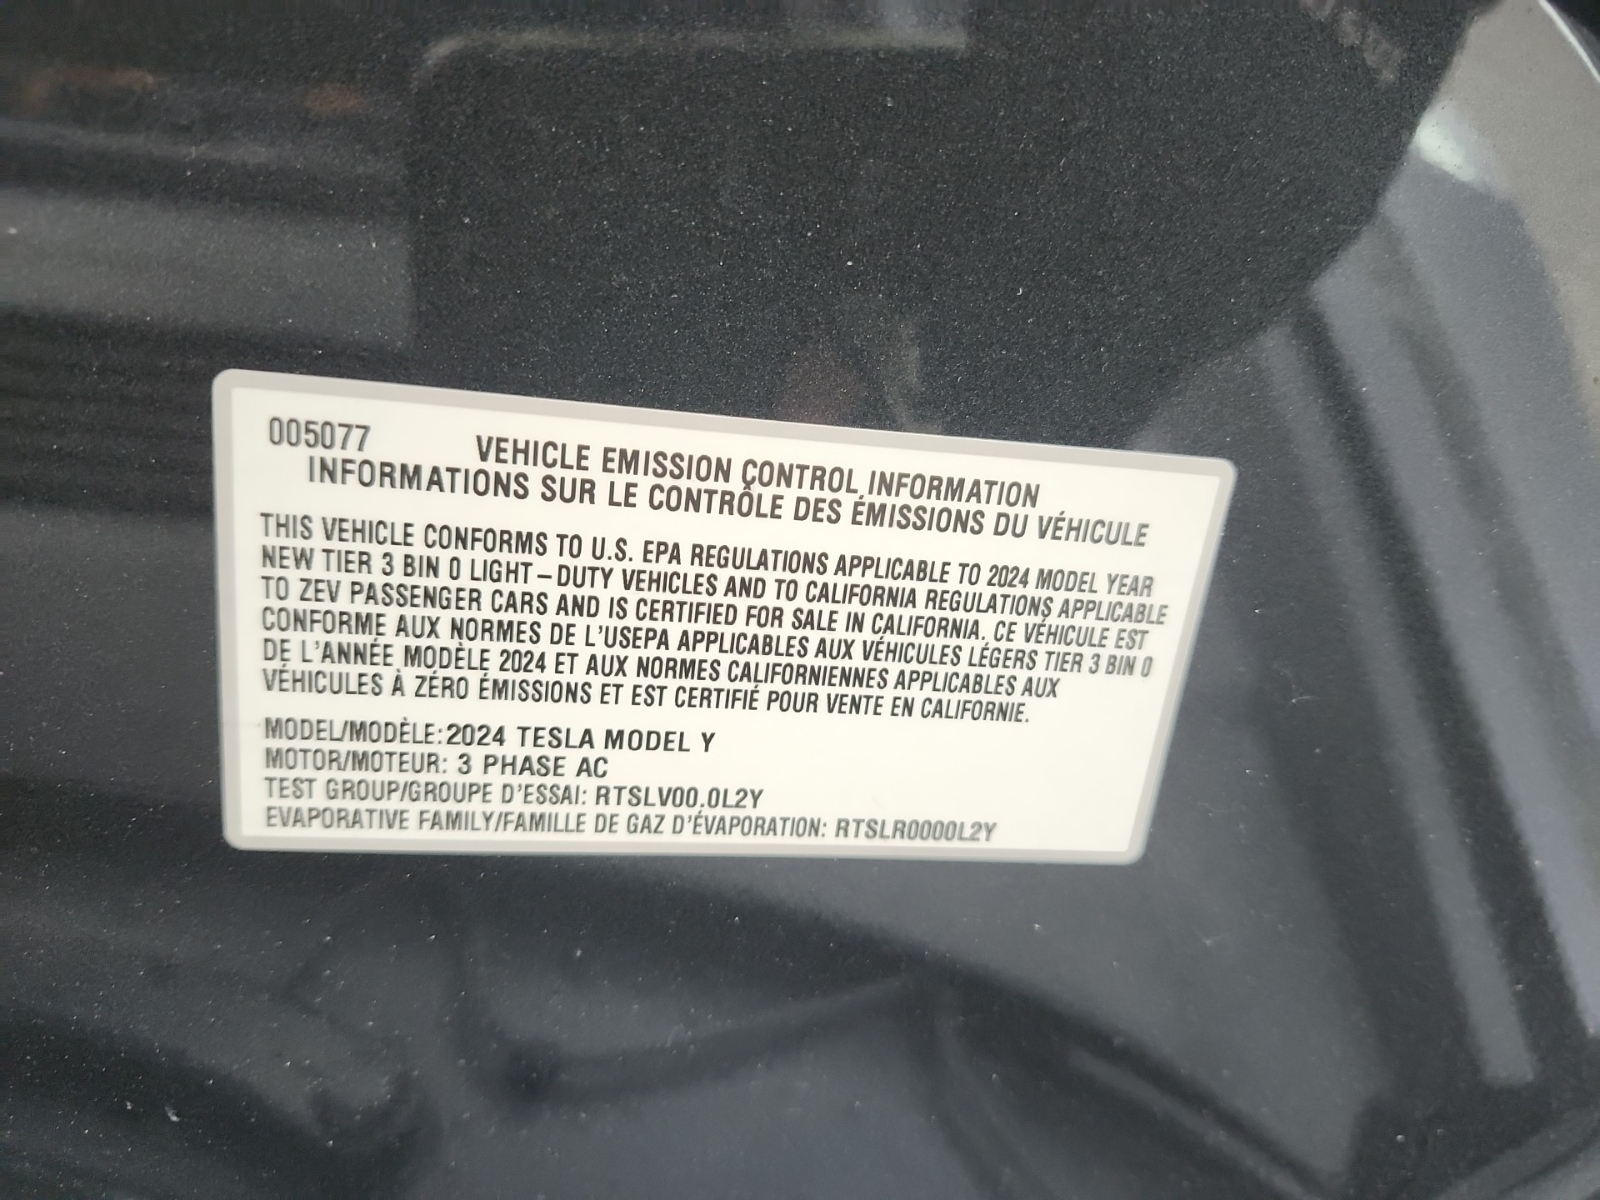 005077
VEHICLE EMISSION CONTROL INFORMATION
INFORMATIONS SUR LE CONTRÔLE DES ÉMISSIONS DU VÉHICULE
THIS VEHICLE CONFORMS TO U.S. EPA REGULATIONS APPLICABLE TO 2024 MODEL YEAR
NEW TIER 3 BIN 0 LIGHT–DUTY VEHICLES AND TO CALIFORNIA REGULATIONS APPLICABLE
TO ZEV PASSENGER CARS AND IS CERTIFIED FOR SALE IN CALIFORNIA. CE VÉHICULE EST
CONFORME AUX NORMES DE L'USEPA APPLICABLES AUX VÉHICULES LÉGERS TIER 3 BIN 0
DE L'ANNÉE MODÈLE 2024 ET AUX NORMES CALIFORNIENNES APPLICABLES AUX
VÉHICULES À ZÉRO ÉMISSIONS ET EST CERTIFIÉ POUR VENTE EN CALIFORNIE.
MODEL/MODÈLE: 2024 TESLA MODEL Y
MOTOR/MOTEUR: 3 PHASE AC
TEST GROUP/GROUPE D'ESSAI: RTSLV00.0L2Y
EVAPORATIVE FAMILY/FAMILLE DE GAZ D'ÉVAPORATION: RTSLR0000L2Y